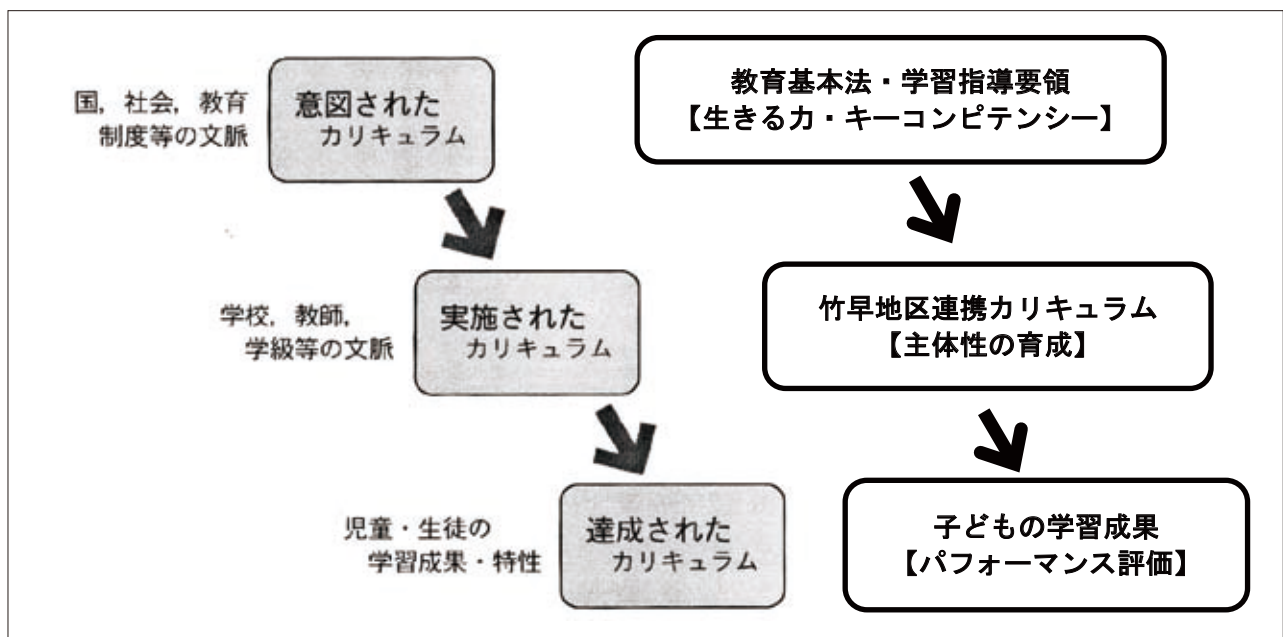 国，社会，教育
制度等の文脈
意図された
カリキュラム
教育基本法・学習指導要領
【生きる力・キーコンピテンシー】
学校，教師，
学級等の文脈
実施された
カリキュラム
竹早地区連携カリキュラム
【主体性の育成】
児童・生徒の
学習成果・特性
達成された
カリキュラム
子どもの学習成果
【パフォーマンス評価】